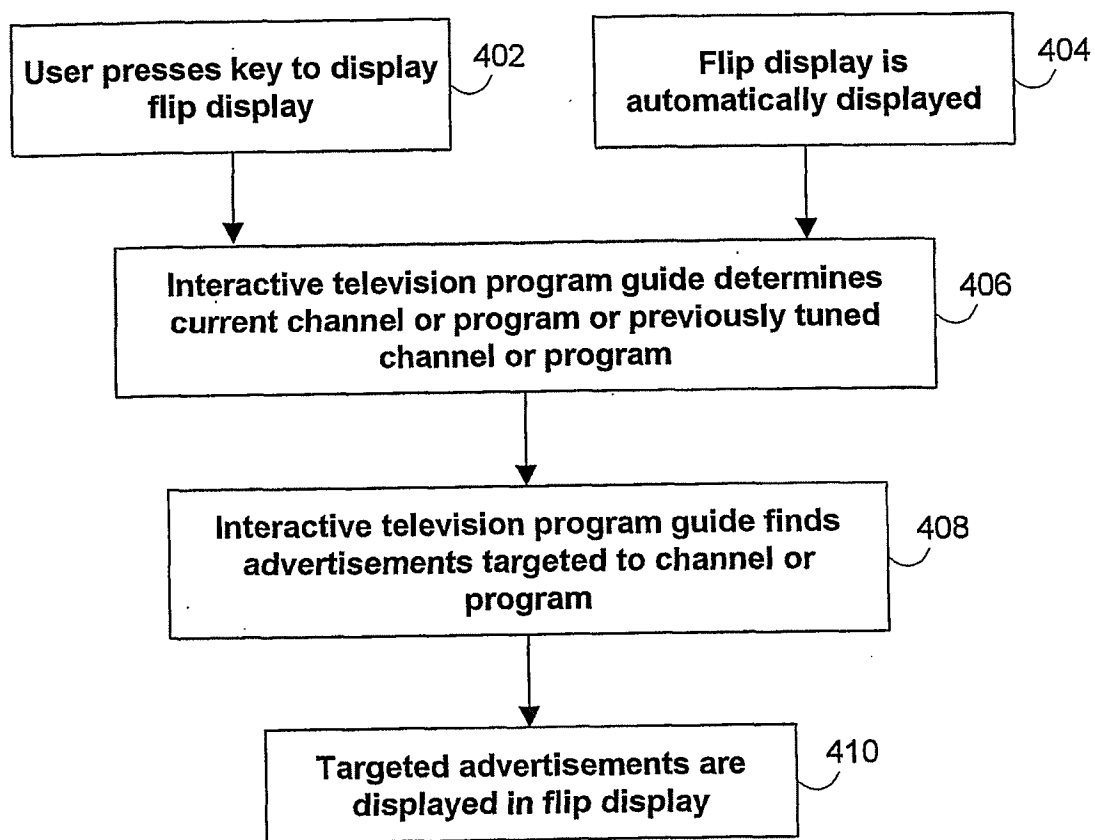 User presses key to display
flip display
402
Flip display is
automatically displayed
404
Interactive television program guide determines
current channel or program or previously tuned
channel or program
406
Interactive television program guide finds
advertisements targeted to channel or
program
408
Targeted advertisements are
displayed in flip display
410